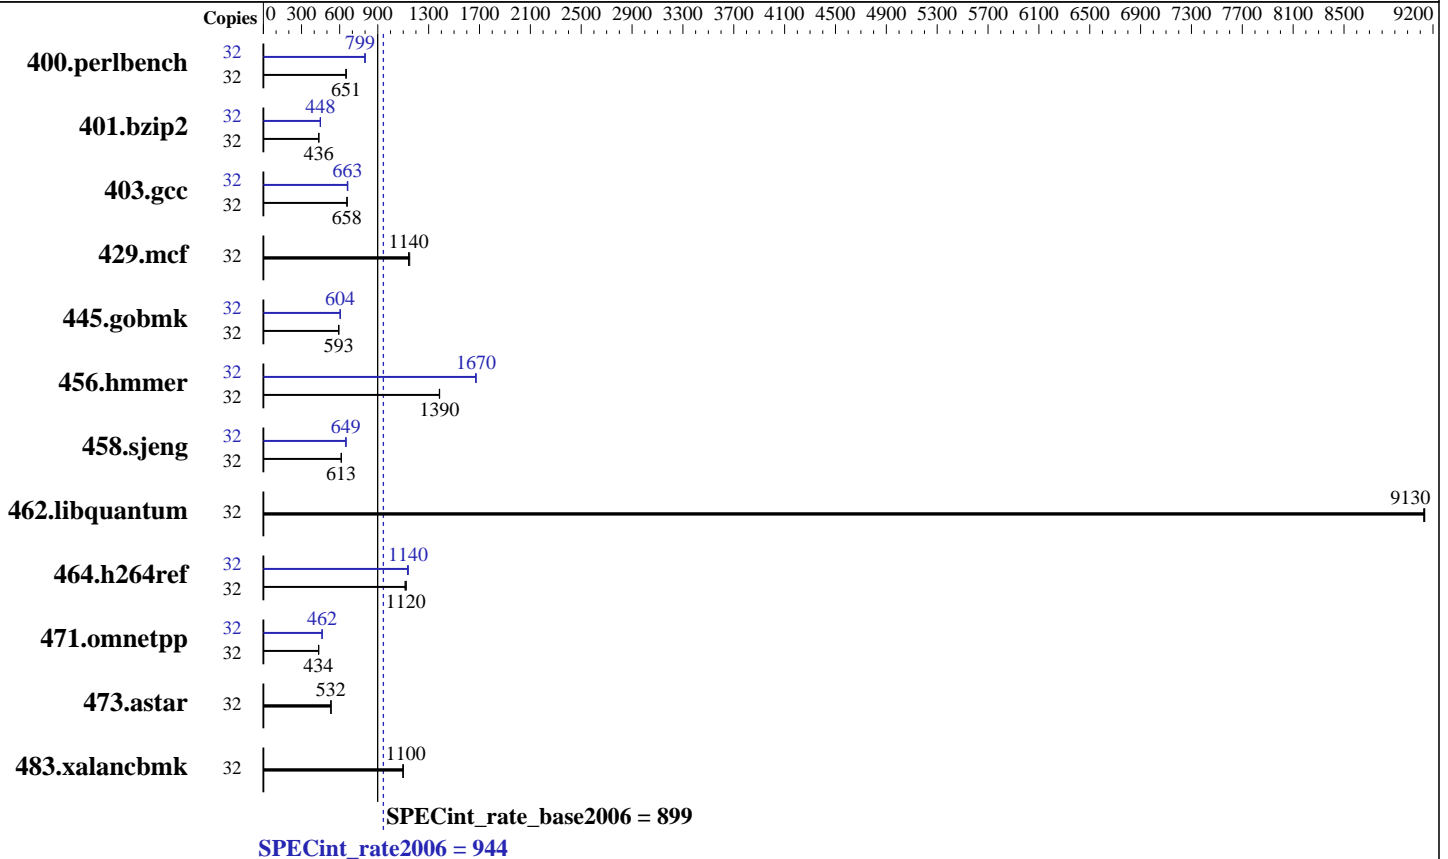 Copies 0 300 600 900 1300 1700 2100 2500 2900 3300 3700 4100 4500 4900 5300 5700 6100 6500 6900 7300 7700 8100 8500 9200
799
400.perlbench 32
32
651
448
401.bzip2 32
32
436
663
403.gcc 32
32
658
1140
429.mcf 32
604
445.gobmk 32
32
593
1670
456.hmmer 32
32
1390
649
458.sjeng 32
32
613
9130
462.libquantum 32
1140
464.h264ref 32
32
1120
462
471.omnetpp 32
32
434
532
473.astar 32
1100
483.xalancbmk 32
SPECint_rate_base2006 = 899
SPECint_rate2006 = 944